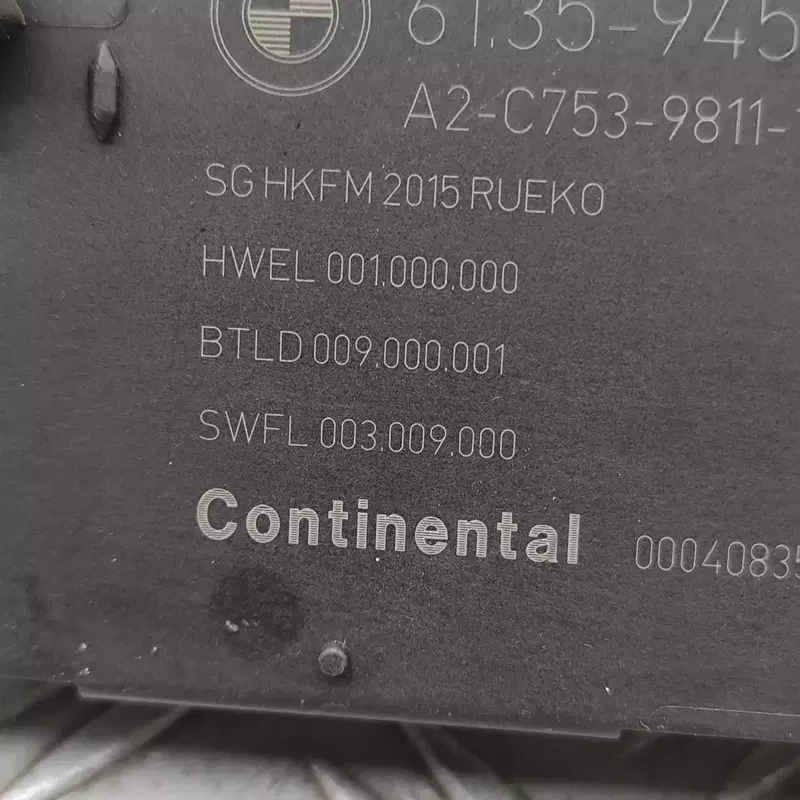 61.35-945
A2-C753-9811-
SG HKFM 2015 RUEKO
HWEL 001.000.000
BTLD 009.000.001
SWFL 003.009.000
Continental 00040835